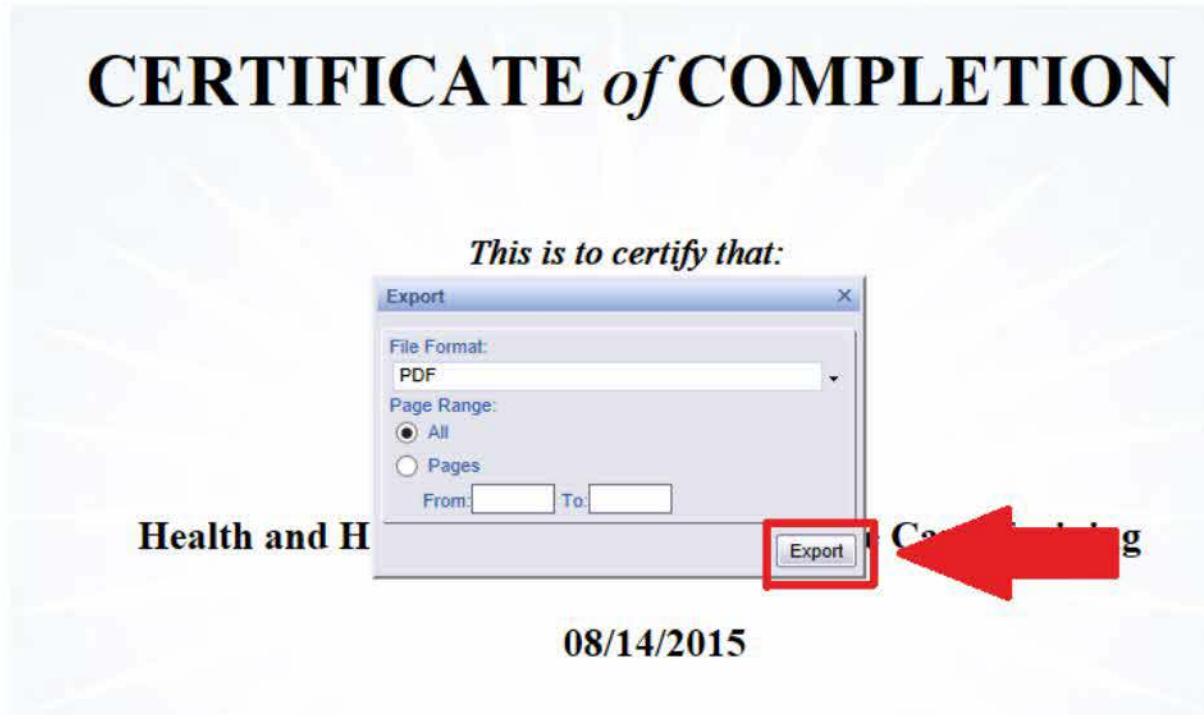 CERTIFICATE of COMPLETION
This is to certify that:
Export
File Format:
PDF
Page Range:
All
Pages
From: To:
Health and
Export
08/14/2015